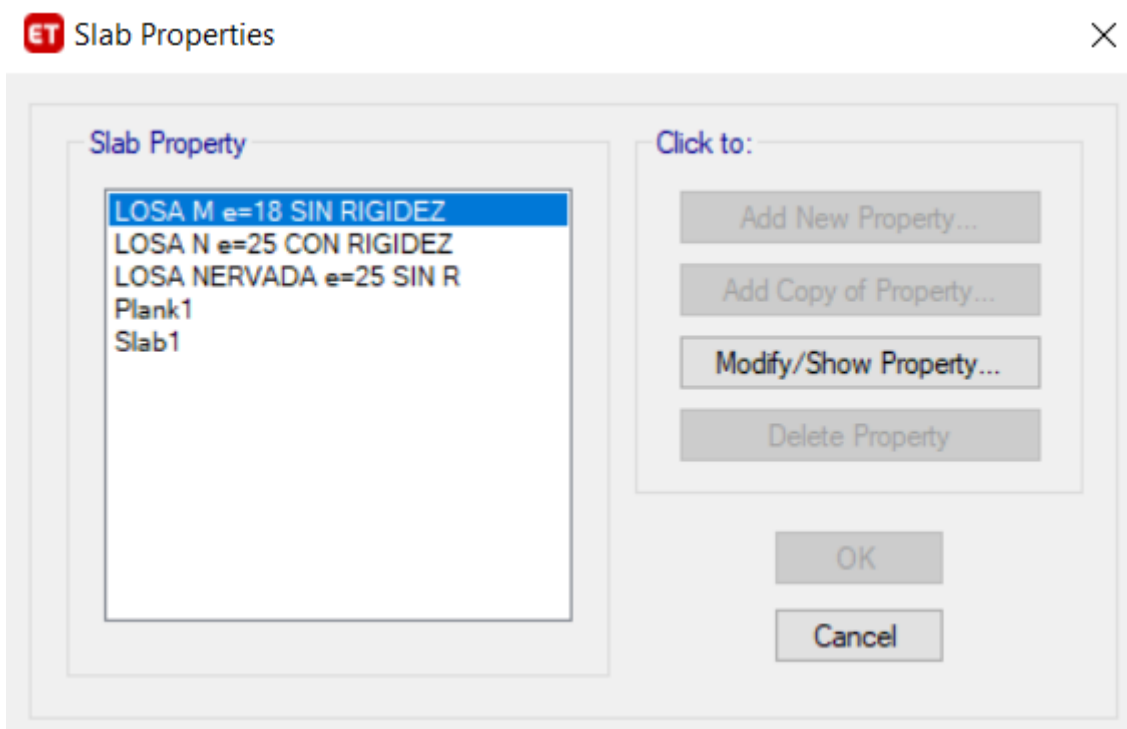 ET Slab Properties
Slab Property
LOSA M e=18 SIN RIGIDEZ
LOSA N e=25 CON RIGIDEZ
LOSA NERVADA e=25 SIN R
Plank1
Slab1
Click to:
Add New Property...
Add Copy of Property...
Modify/Show Property...
Delete Property
OK
Cancel